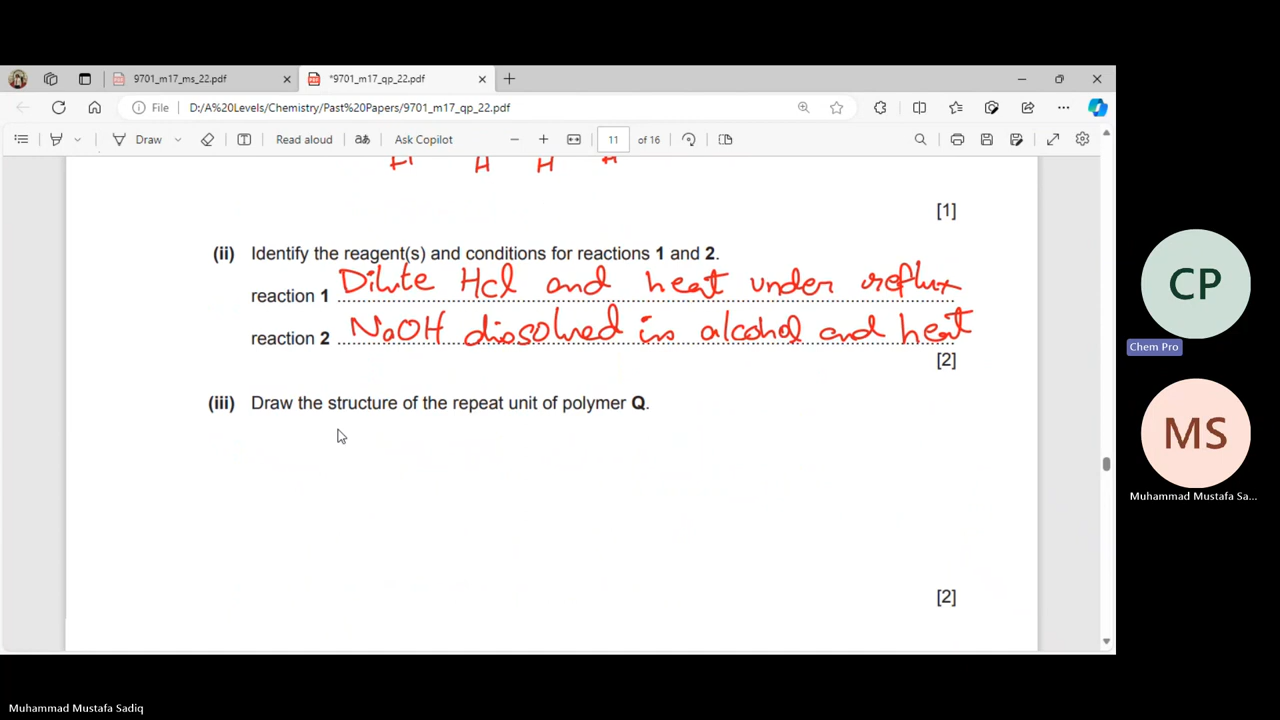 9701_m17_ms_22.pdf
*9701_m17_qp_22.pdf
File
D:/A%20Levels/Chemistry/Past%20Papers/9701_m17_qp_22.pdf
Draw
Read aloud
aあ
Ask Copilot
11
of 16
H
H
[1]
(ii) Identify the reagent(s) and conditions for reactions 1 and 2.
reaction 1 Dilute HCl and heat under reflux
reaction 2 NaOH dissolved in alcohol and heat
[2]
(iii) Draw the structure of the repeat unit of polymer Q.
[2]
CP
Chem Pro
MS
Muhammad Mustafa Sa...
Muhammad Mustafa Sadiq